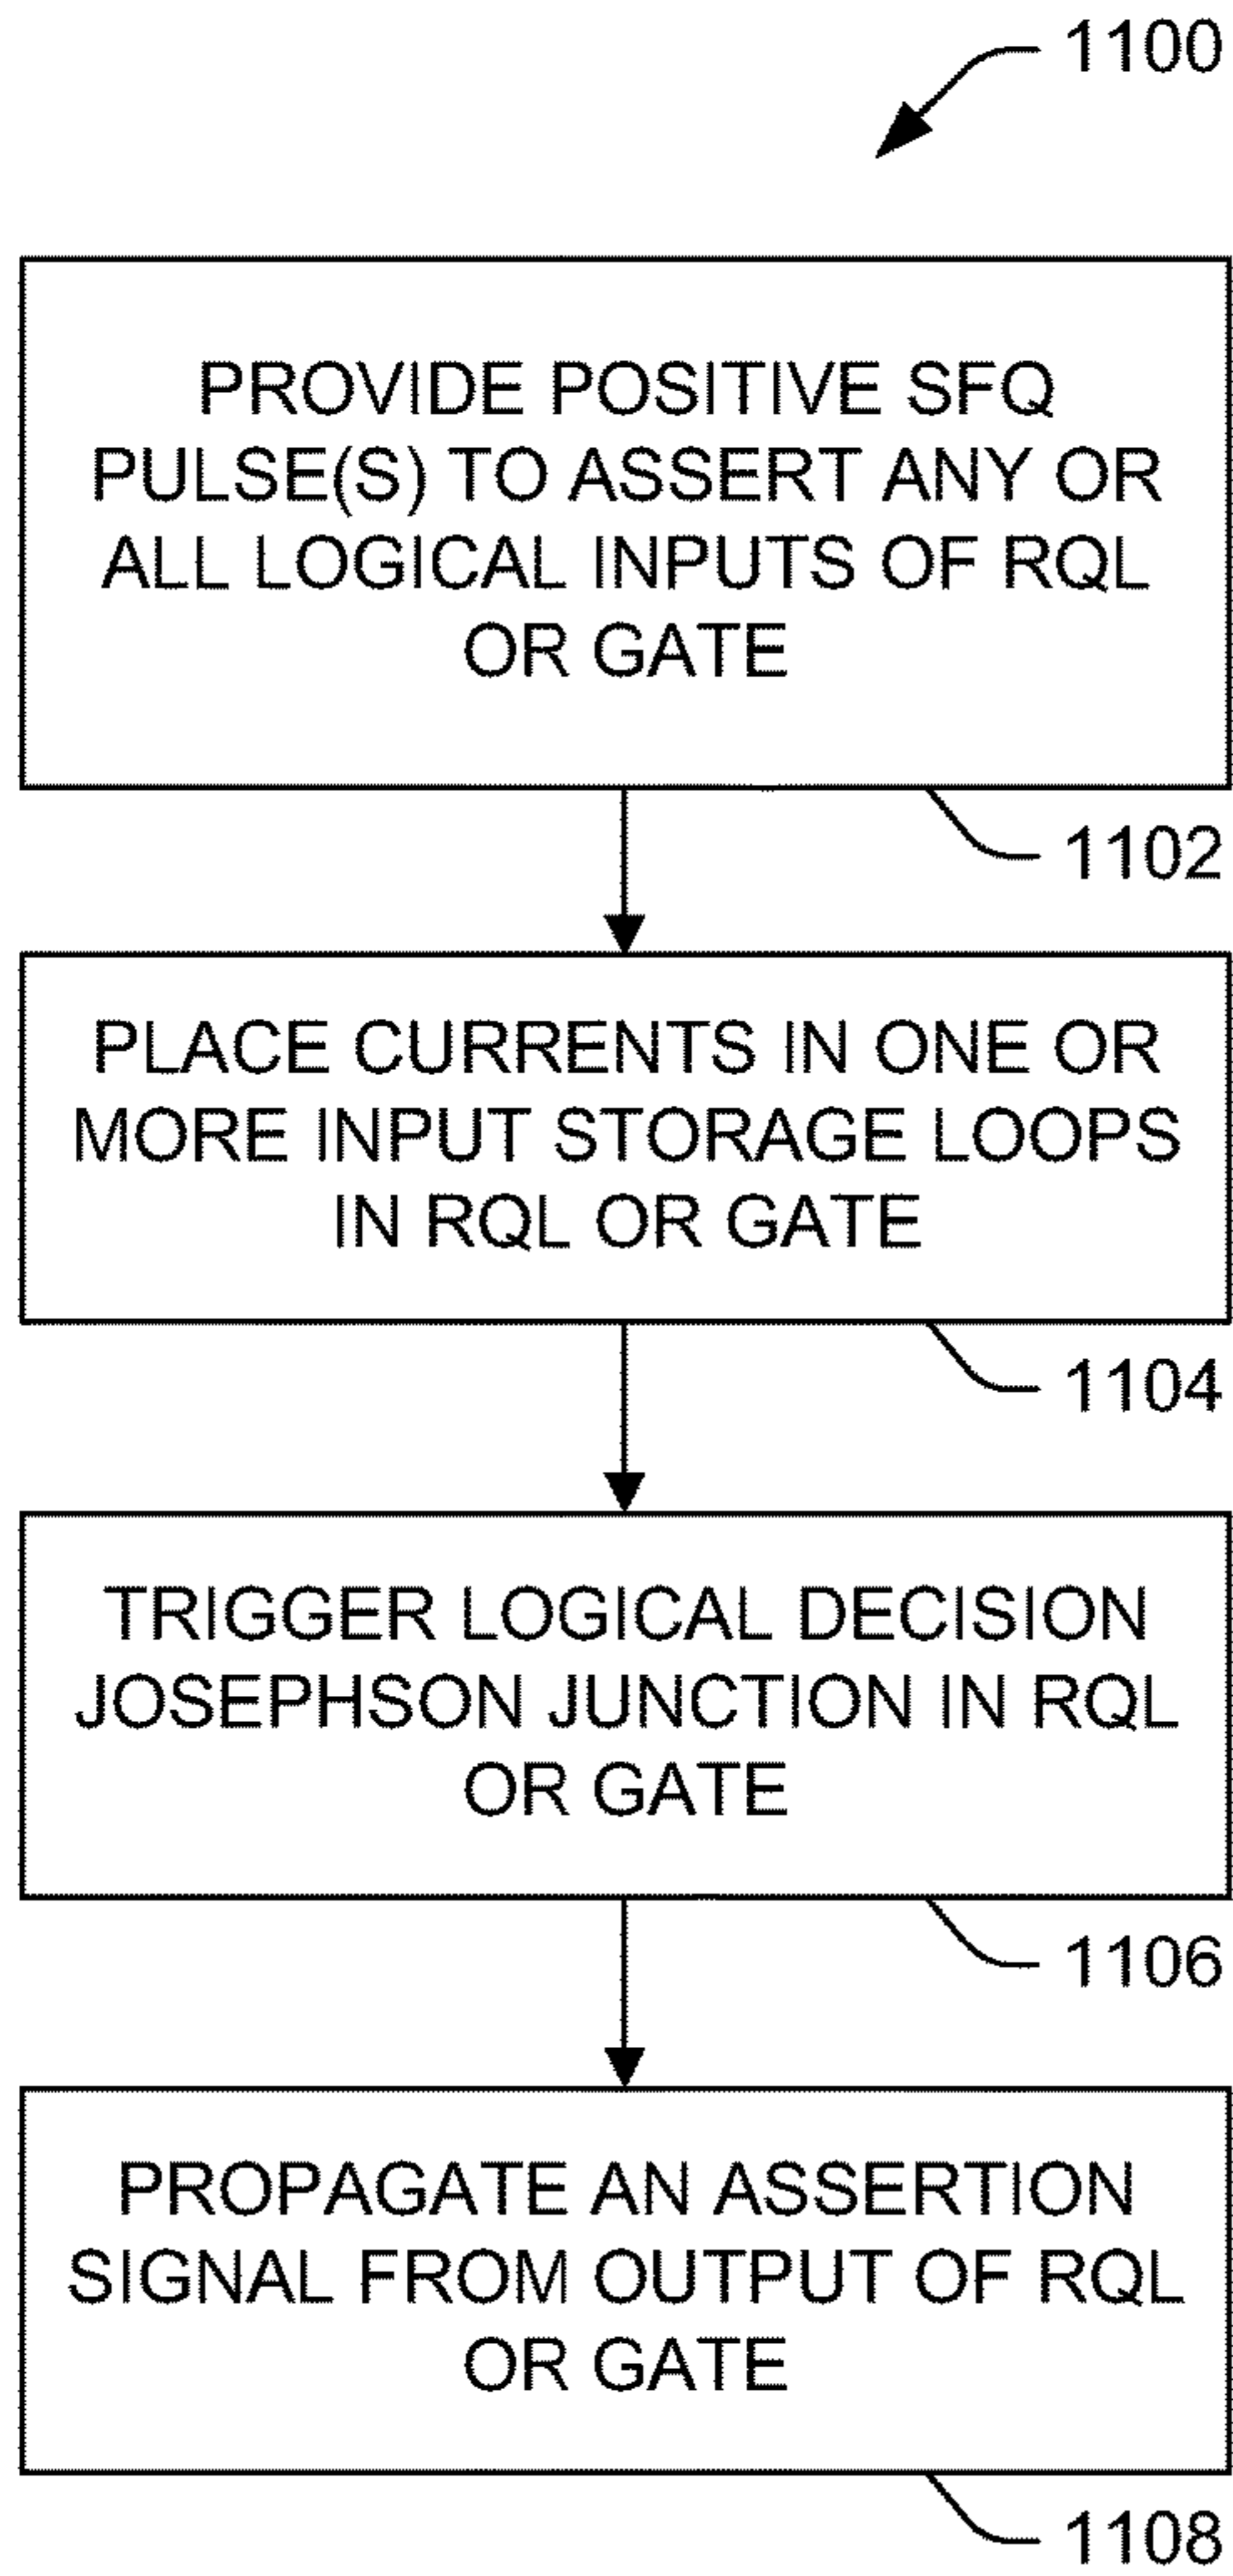 1100
PROVIDE POSITIVE SFQ
PULSE(S) TO ASSERT ANY OR
ALL LOGICAL INPUTS OF RQL
OR GATE
1102
PLACE CURRENTS IN ONE OR
MORE INPUT STORAGE LOOPS
IN RQL OR GATE
1104
TRIGGER LOGICAL DECISION
JOSEPHSON JUNCTION IN RQL
OR GATE
1106
PROPAGATE AN ASSERTION
SIGNAL FROM OUTPUT OF RQL
OR GATE
1108